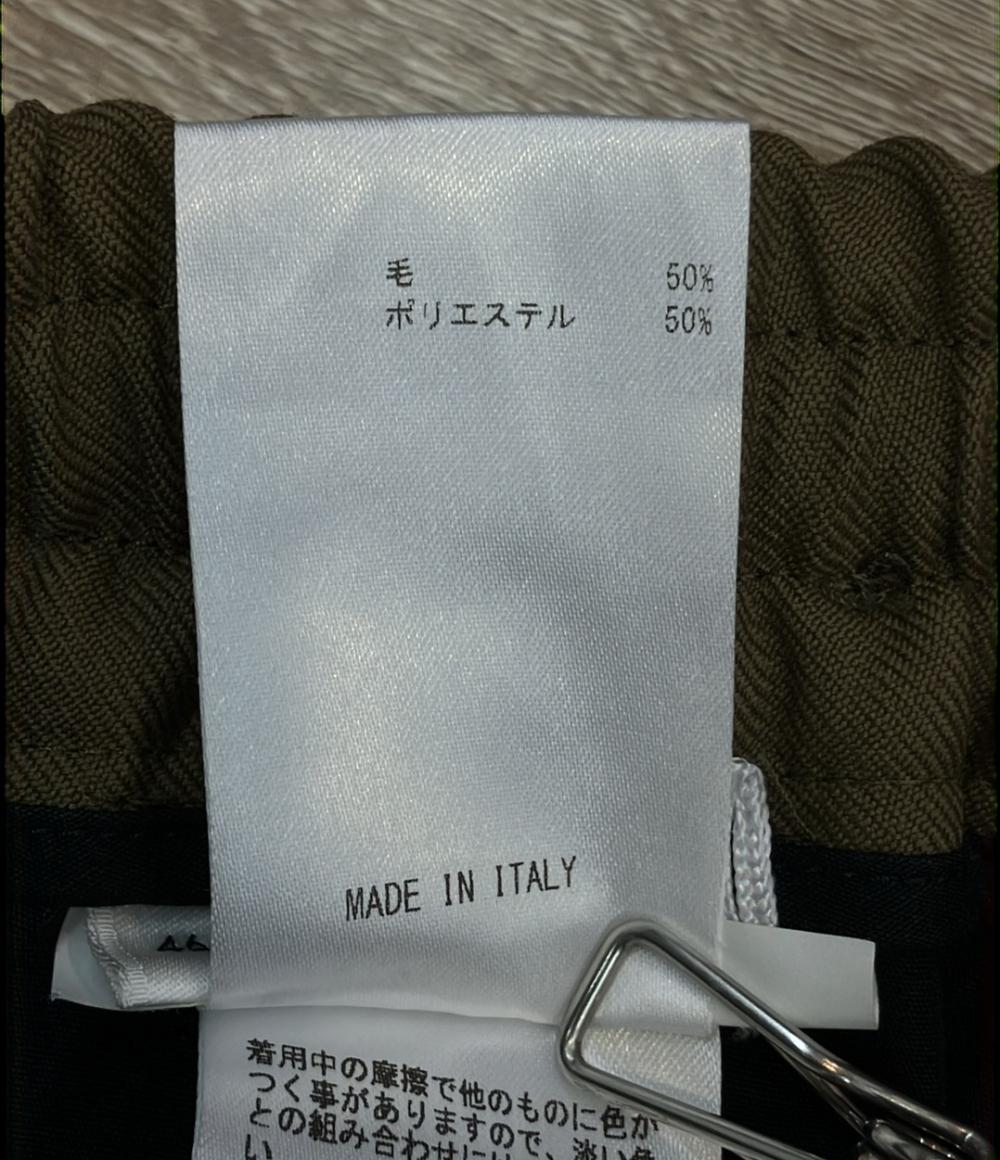 毛 50%
ポリエステル 50%
MADE IN ITALY
46
着用中の摩擦で他のものに色が
つく事がありますので、淡い色
との組み合わせには
い